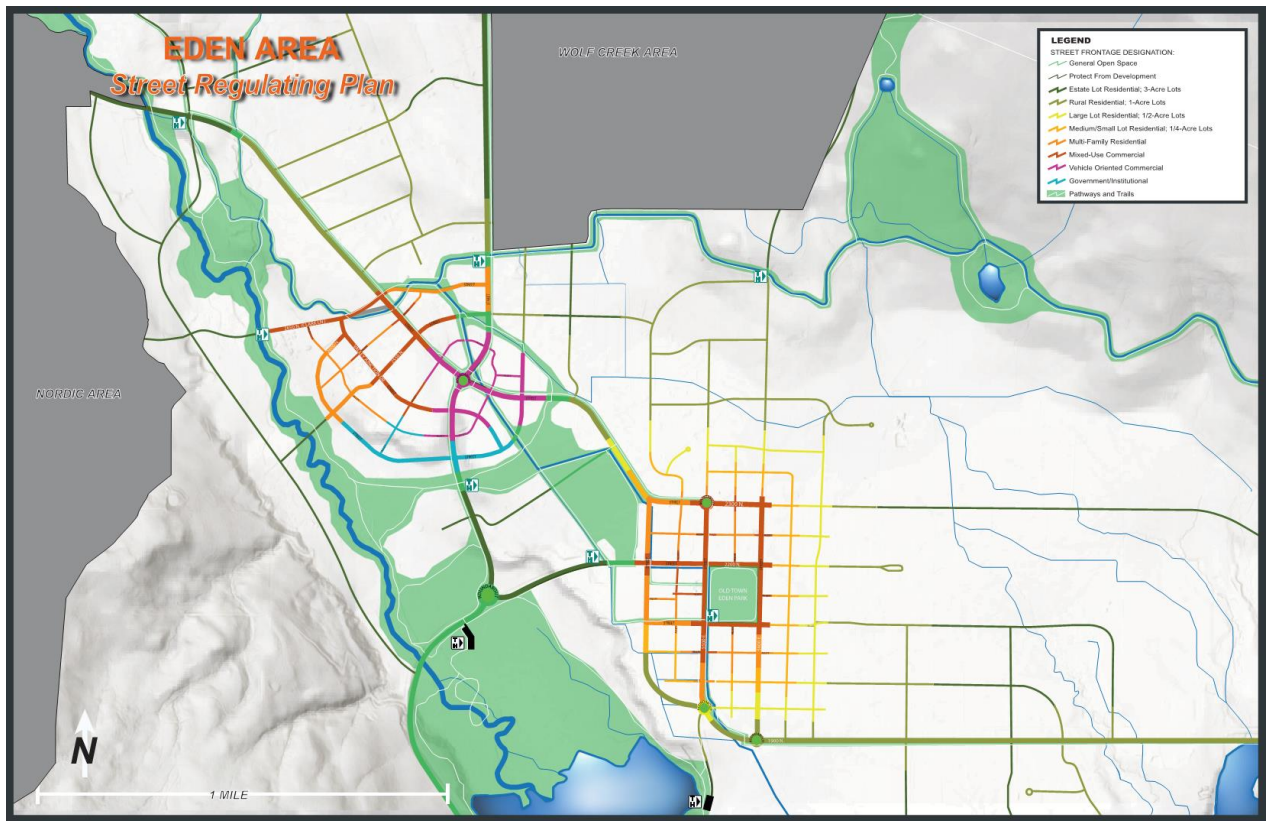 EDEN AREA
Street Regulating Plan
WOLF CREEK AREA
LEGEND
STREET FRONTAGE DESIGNATION:
General Open Space
Protect From Development
Estate Lot Residential; 3-Acre Lots
Rural Residential; 1-Acre Lots
Large Lot Residential; 1/2-Acre Lots
Medium/Small Lot Residential; 1/4-Acre Lots
Multi-Family Residential
Mixed-Use Commercial
Vehicle Oriented Commercial
Government/Institutional
Pathways and Trails
NORDIC AREA
OLD TOWN
EDEN PARK
N
1 MILE